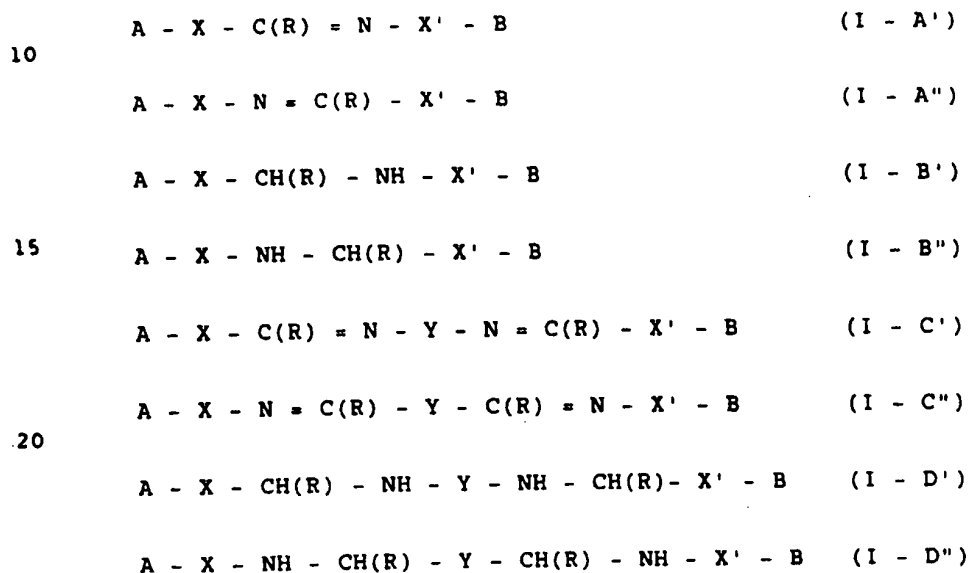 A - X - C(R) = N - X' - B (I - A')
10
A - X - N = C(R) - X' - B (I - A")
A - X - CH(R) - NH - X' - B (I - B')
15 A - X - NH - CH(R) - X' - B (I - B")
A - X - C(R) = N - Y - N = C(R) - X' - B (I - C')
A - X - N = C(R) - Y - C(R) = N - X' - B (I - C")
20
A - X - CH(R) - NH - Y - NH - CH(R)- X' - B (I - D')
A - X - NH - CH(R) - Y - CH(R) - NH - X' - B (I - D")